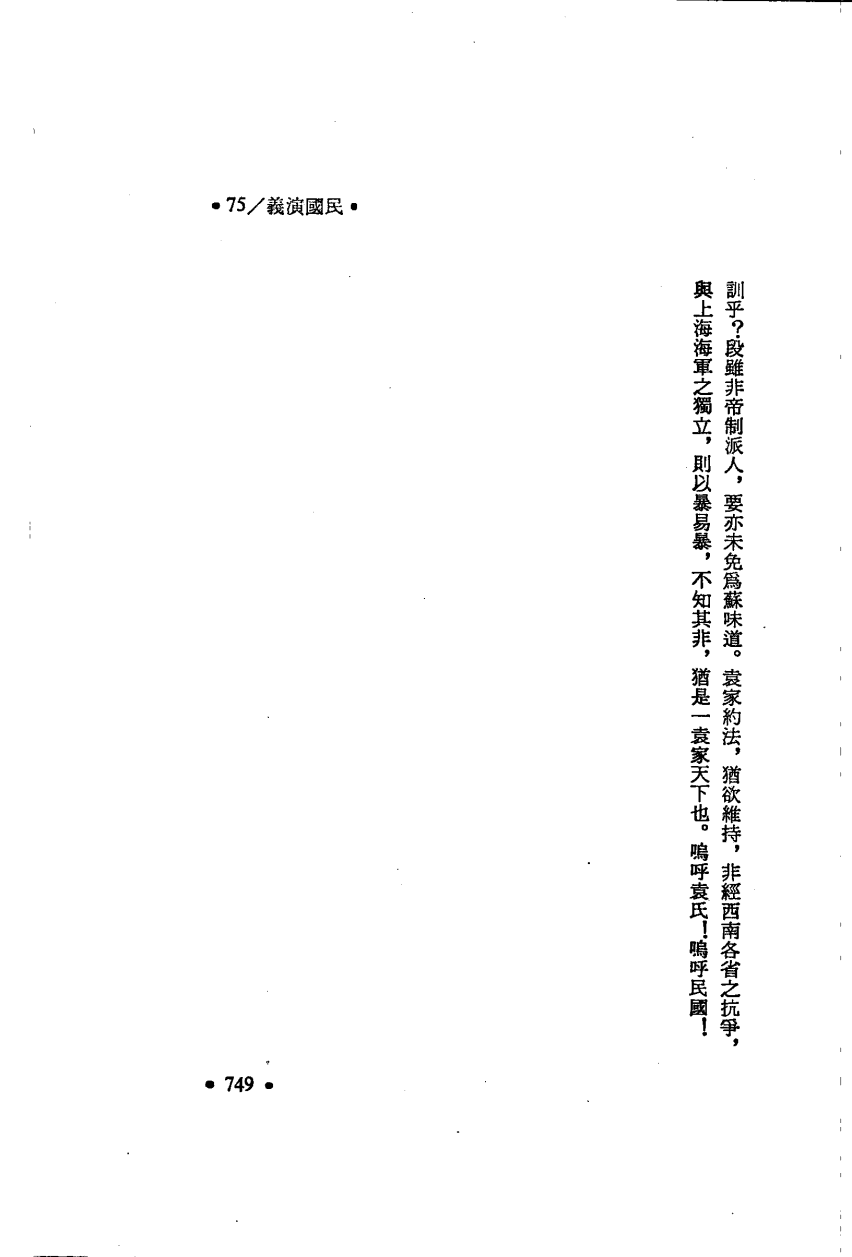 •75／義演國民•
訓乎？段雖非帝制派人，要亦未免爲蘇味道。袁家約法，猶欲維持，非經西南各省之抗爭，
與上海海軍之獨立，則以暴易暴，不知其非，猶是一袁家天下也。嗚呼袁氏！嗚呼民國！
•749•